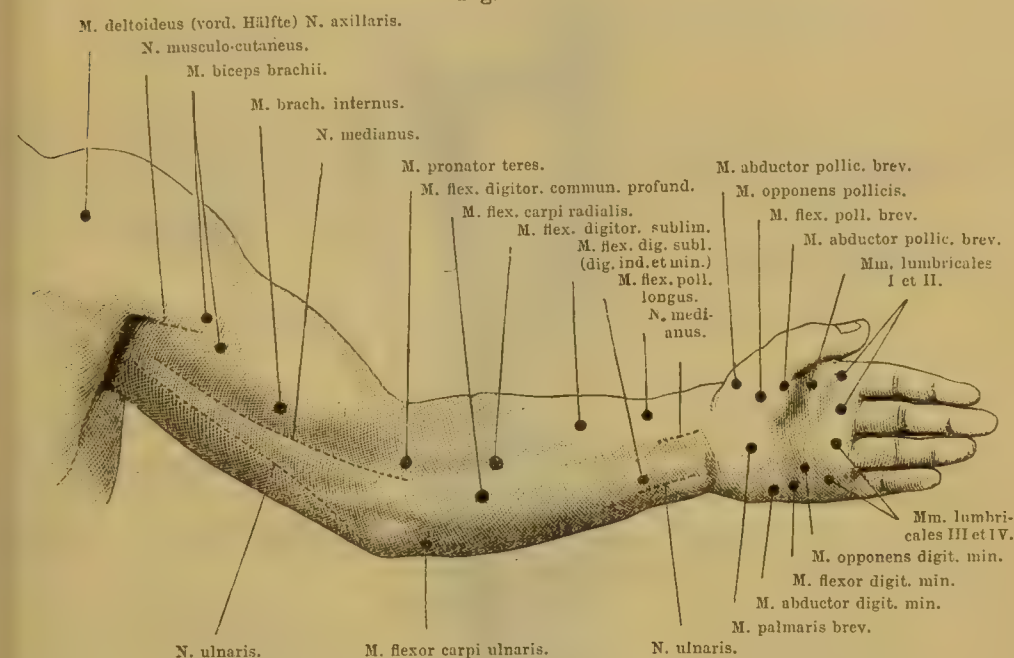 M. deltoideus (vord. Hälfte) N. axillaris.
N. musculo-cutaneus.
M. biceps brachii.
M. brach. internus.
N. medianus.
M. pronator teres.
M. flex. digitor. commun. profund.
M. flex. carpi radialis.
M. flex. digitor. sublim.
M. flex. dig. subl.
(dig. ind. et min.)
M. flex. poll.
longus.
N. medi-
anus.
M. abductor pollic. brev.
M. opponens pollicis.
M. flex. poll. brev.
M. abductor pollic. brev.
Mm. lumbricales
I et II.
Mm. lumbri-
cales III et IV.
M. opponens digit. min.
M. flexor digit. min.
M. abductor digit. min.
M. palmaris brev.
N. ulnaris.
M. flexor carpi ulnaris.
N. ulnaris.